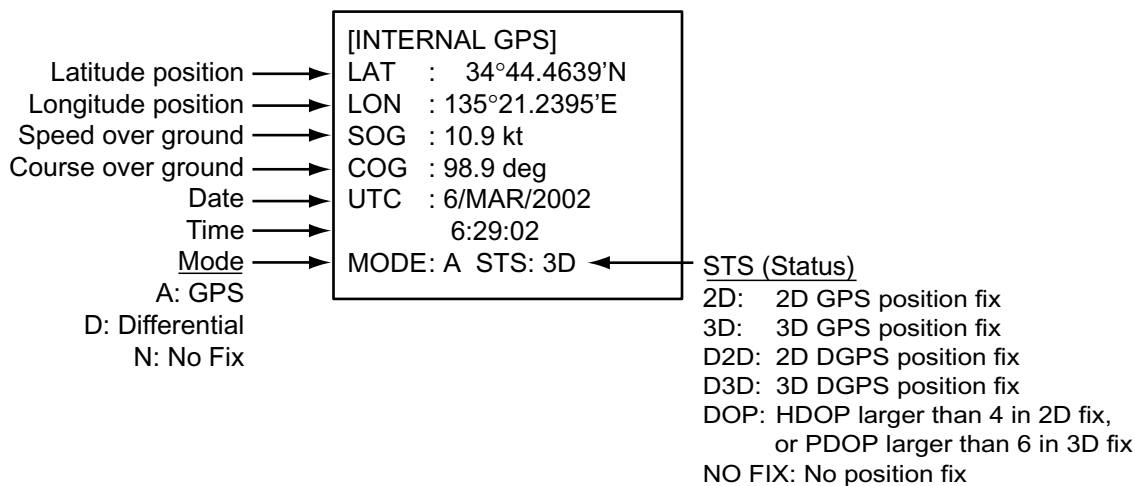 [INTERNAL GPS]
Latitude position
LAT : 34°44.4639’N
Longitude position
LON : 135°21.2395’E
Speed over ground
SOG : 10.9 kt
Course over ground
COG : 98.9 deg
Date
UTC : 6/MAR/2002
Time
6:29:02
Mode
MODE: A STS: 3D
A: GPS
D: Differential
N: No Fix
STS (Status)
2D: 2D GPS position fix
3D: 3D GPS position fix
D2D: 2D DGPS position fix
D3D: 3D DGPS position fix
DOP: HDOP larger than 4 in 2D fix,
or PDOP larger than 6 in 3D fix
NO FIX: No position fix